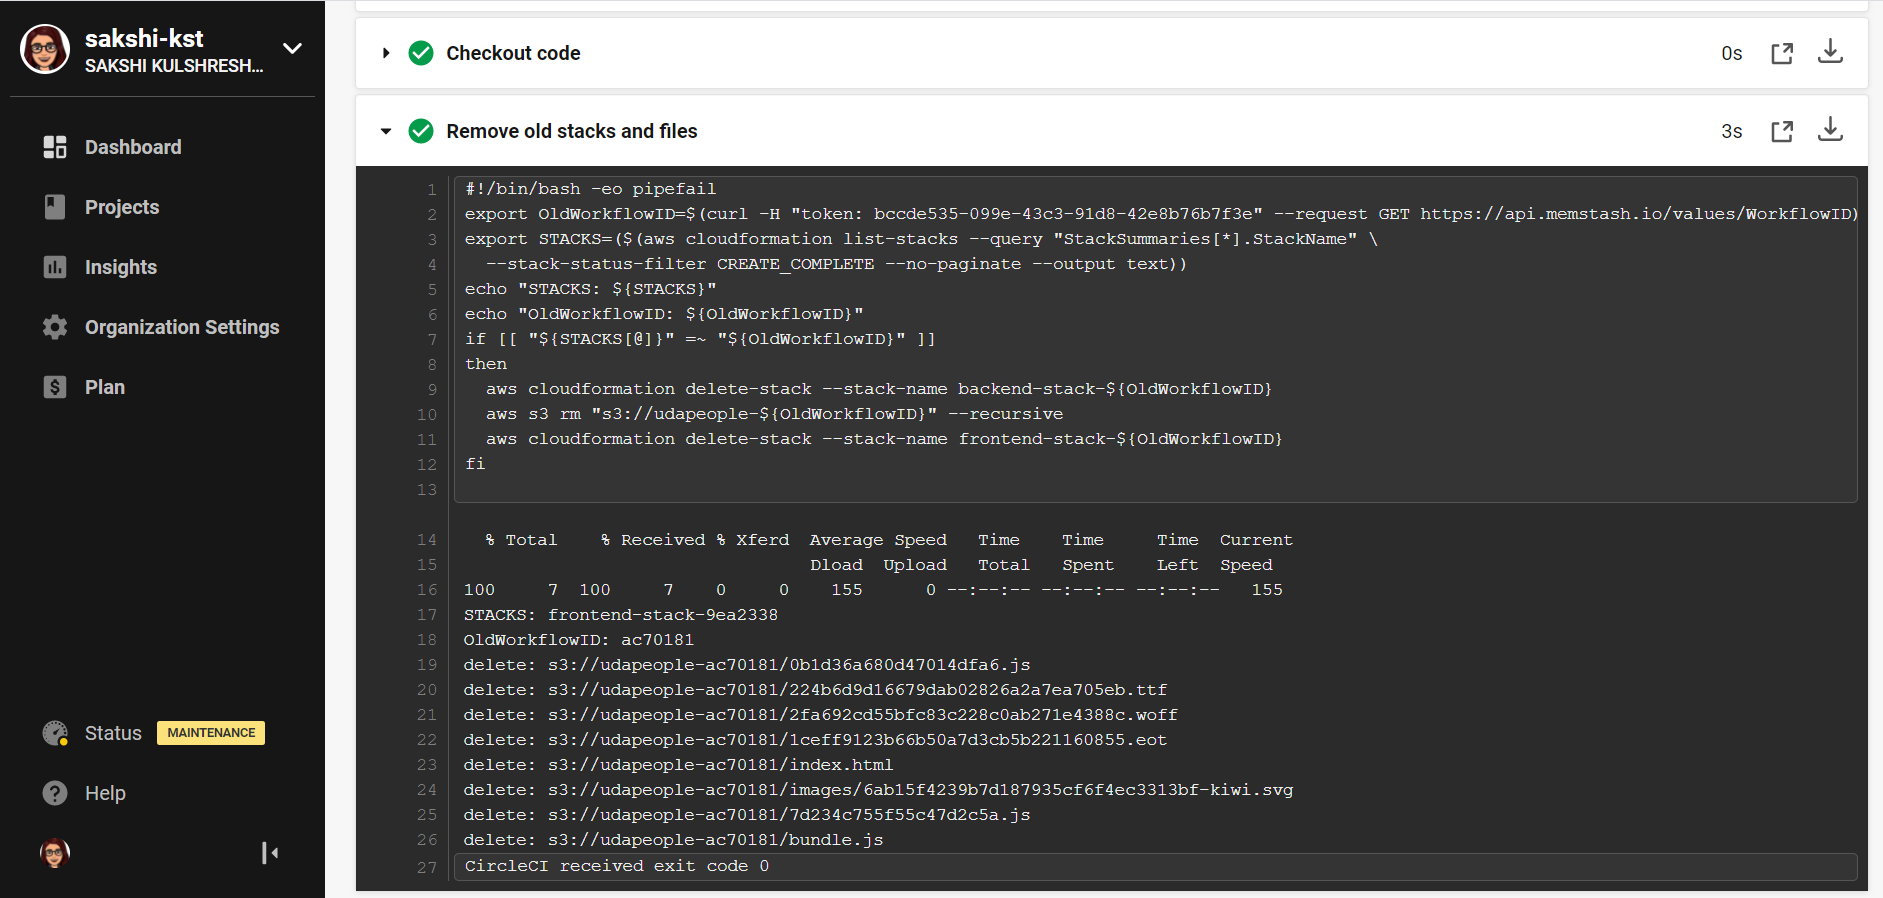 sakshi-kst
SAKSHI KULSHRESH...
Dashboard
Projects
Insights
Organization Settings
$ Plan
Status MAINTENANCE
? Help
Checkout code 0s
Remove old stacks and files 3s
1 #!/bin/bash -eo pipefail
2 export OldWorkflowID=$(curl -H "token: bccde535-099e-43c3-91d8-42e8b76b7f3e" --request GET https://api.memstash.io/values/WorkflowID)
3 export STACKS=($(aws cloudformation list-stacks --query "StackSummaries[*].StackName" \
4 --stack-status-filter CREATE_COMPLETE --no-paginate --output text))
5 echo "STACKS: ${STACKS}"
6 echo "OldWorkflowID: ${OldWorkflowID}"
7 if [[ "${STACKS[@]}" =~ "${OldWorkflowID}" ]]
8 then
9 aws cloudformation delete-stack --stack-name backend-stack-${OldWorkflowID}
10 aws s3 rm "s3://udapeople-${OldWorkflowID}" --recursive
11 aws cloudformation delete-stack --stack-name frontend-stack-${OldWorkflowID}
12 fi
13
14 % Total % Received % Xferd Average Speed Time Time Time Current
15 Dload Upload Total Spent Left Speed
16 100 7 100 7 0 0 155 0 --:--:-- --:--:-- --:--:-- 155
17 STACKS: frontend-stack-9ea2338
18 OldWorkflowID: ac70181
19 delete: s3://udapeople-ac70181/0b1d36a680d47014dfa6.js
20 delete: s3://udapeople-ac70181/224b6d9d16679dab02826a2a7ea705eb.ttf
21 delete: s3://udapeople-ac70181/2fa692cd55bfc83c228c0ab271e4388c.woff
22 delete: s3://udapeople-ac70181/1ceff9123b66b50a7d3cb5b221160855.eot
23 delete: s3://udapeople-ac70181/index.html
24 delete: s3://udapeople-ac70181/images/6ab15f4239b7d187935cf6f4ec3313bf-kiwi.svg
25 delete: s3://udapeople-ac70181/7d234c755f55c47d2c5a.js
26 delete: s3://udapeople-ac70181/bundle.js
27 CircleCI received exit code 0